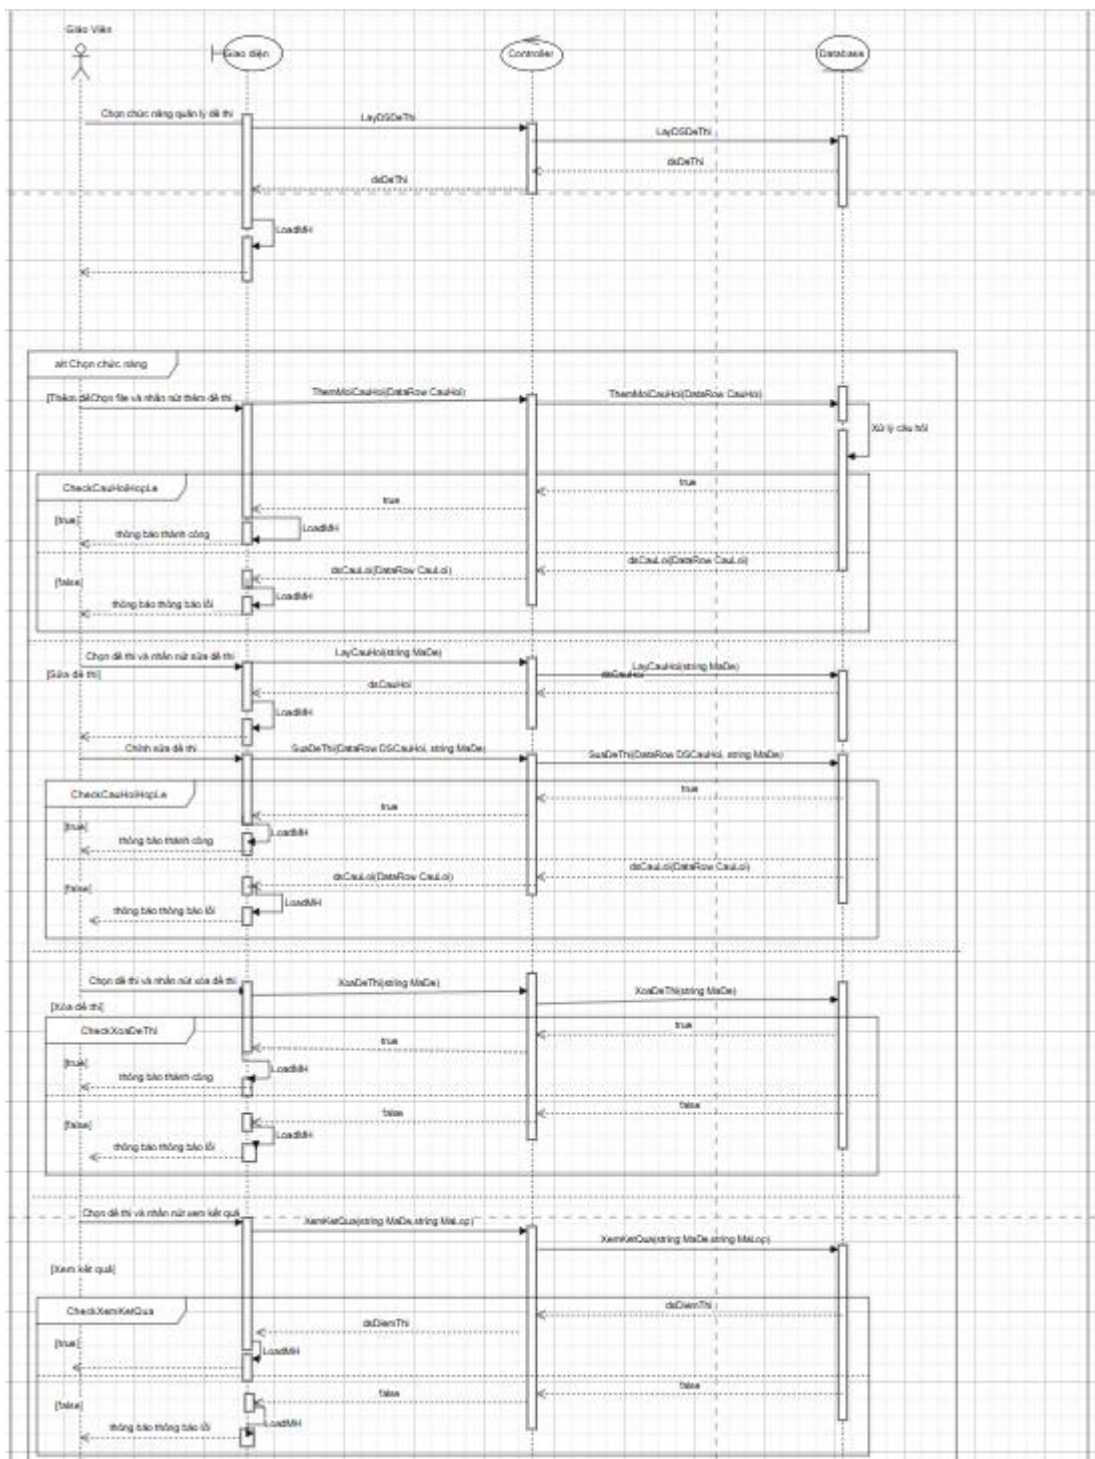 Giáo Viên
Giao diện
Controller
Database
Chọn chức năng quản lý đề thi
LayDSDeThi
LayDSDeThi
dsDeThi
dsDeThi
LoadMH
alt Chọn chức năng
[Thêm đề
Chọn file và nhấn nút thêm đề thi
ThemMoiCauHoi(DataRow CauHoi)
ThemMoiCauHoi(DataRow CauHoi)
Xử lý câu hỏi
CheckCauHoiHopLe
true
true
[true]
LoadMH
thông báo thành công
dsCauLoi(DataRow CauLoi)
dsCauLoi(DataRow CauLoi)
[false]
LoadMH
thông báo thông báo lỗi
Chọn đề thi và nhấn nút sửa đề thi
LayCauHoi(string MaDe)
LayCauHoi(string MaDe)
[Sửa đề thi]
dsCauHoi
dsCauHoi
LoadMH
Chỉnh sửa đề thi
SuaDeThi(DataRow DSCauHoi, string MaDe)
SuaDeThi(DataRow DSCauHoi, string MaDe)
CheckCauHoiHopLe
true
true
[true]
LoadMH
thông báo thành công
dsCauLoi(DataRow CauLoi)
dsCauLoi(DataRow CauLoi)
[false]
LoadMH
thông báo thông báo lỗi
Chọn đề thi và nhấn nút xóa đề thi
XoaDeThi(string MaDe)
XoaDeThi(string MaDe)
[Xóa đề thi]
CheckXoaDeThi
true
true
[true]
LoadMH
thông báo thành công
false
false
[false]
LoadMH
thông báo thông báo lỗi
Chọn đề thi và nhấn nút xem kết quả
XemKetQua(string MaDe,string MaLop)
XemKetQua(string MaDe,string MaLop)
[Xem kết quả]
CheckXemKetQua
dsDiemThi
dsDiemThi
[true]
LoadMH
false
false
[false]
LoadMH
thông báo thông báo lỗi